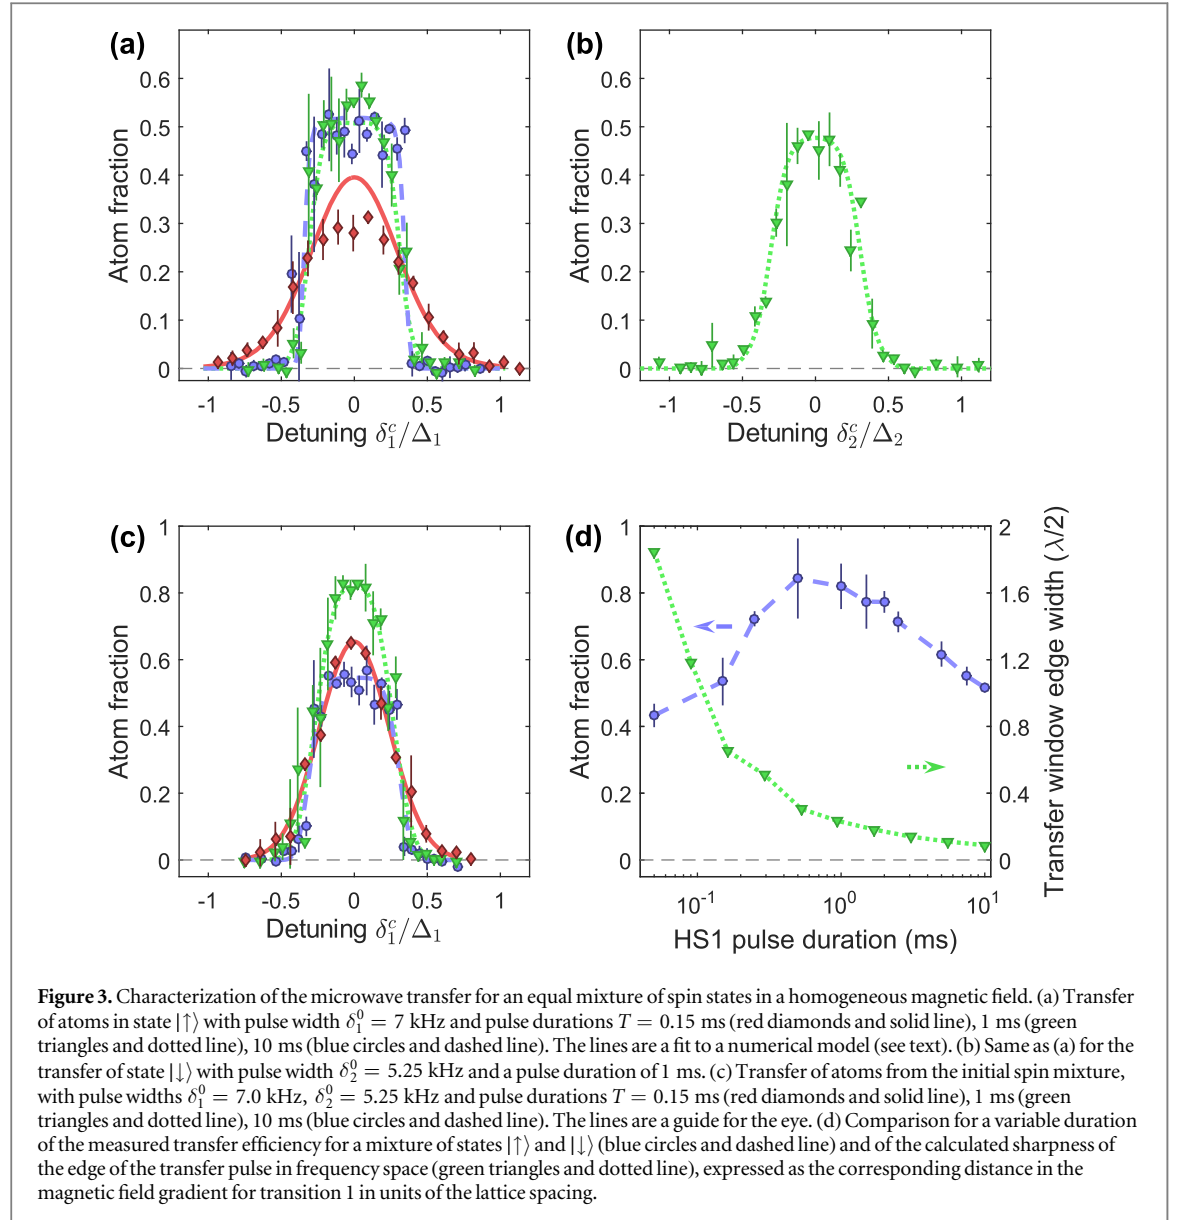 (a)
0.6
0.5
0.4
0.3
0.2
0.1
0
Atom fraction
-1 -0.5 0 0.5 1
Detuning δ₁ᶜ/Δ₁
(b)
0.6
0.5
0.4
0.3
0.2
0.1
0
Atom fraction
-1 -0.5 0 0.5 1
Detuning δ₂ᶜ/Δ₂
(c)
1
0.8
0.6
0.4
0.2
0
Atom fraction
-1 -0.5 0 0.5 1
Detuning δ₁ᶜ/Δ₁
(d)
1
0.8
0.6
0.4
0.2
0
Atom fraction
2
1.6
1.2
0.8
0.4
0
Transfer window edge width (λ/2)
10⁻¹ 10⁰ 10¹
HS1 pulse duration (ms)
Figure 3. Characterization of the microwave transfer for an equal mixture of spin states in a homogeneous magnetic field. (a) Transfer
of atoms in state |↑⟩ with pulse width δ₁⁰ = 7 kHz and pulse durations T = 0.15 ms (red diamonds and solid line), 1 ms (green
triangles and dotted line), 10 ms (blue circles and dashed line). The lines are a fit to a numerical model (see text). (b) Same as (a) for the
transfer of state |↓⟩ with pulse width δ₂⁰ = 5.25 kHz and a pulse duration of 1 ms. (c) Transfer of atoms from the initial spin mixture,
with pulse widths δ₁⁰ = 7.0 kHz, δ₂⁰ = 5.25 kHz and pulse durations T = 0.15 ms (red diamonds and solid line), 1 ms (green
triangles and dotted line), 10 ms (blue circles and dashed line). The lines are a guide for the eye. (d) Comparison for a variable duration
of the measured transfer efficiency for a mixture of states |↑⟩ and |↓⟩ (blue circles and dashed line) and of the calculated sharpness of
the edge of the transfer pulse in frequency space (green triangles and dotted line), expressed as the corresponding distance in the
magnetic field gradient for transition 1 in units of the lattice spacing.